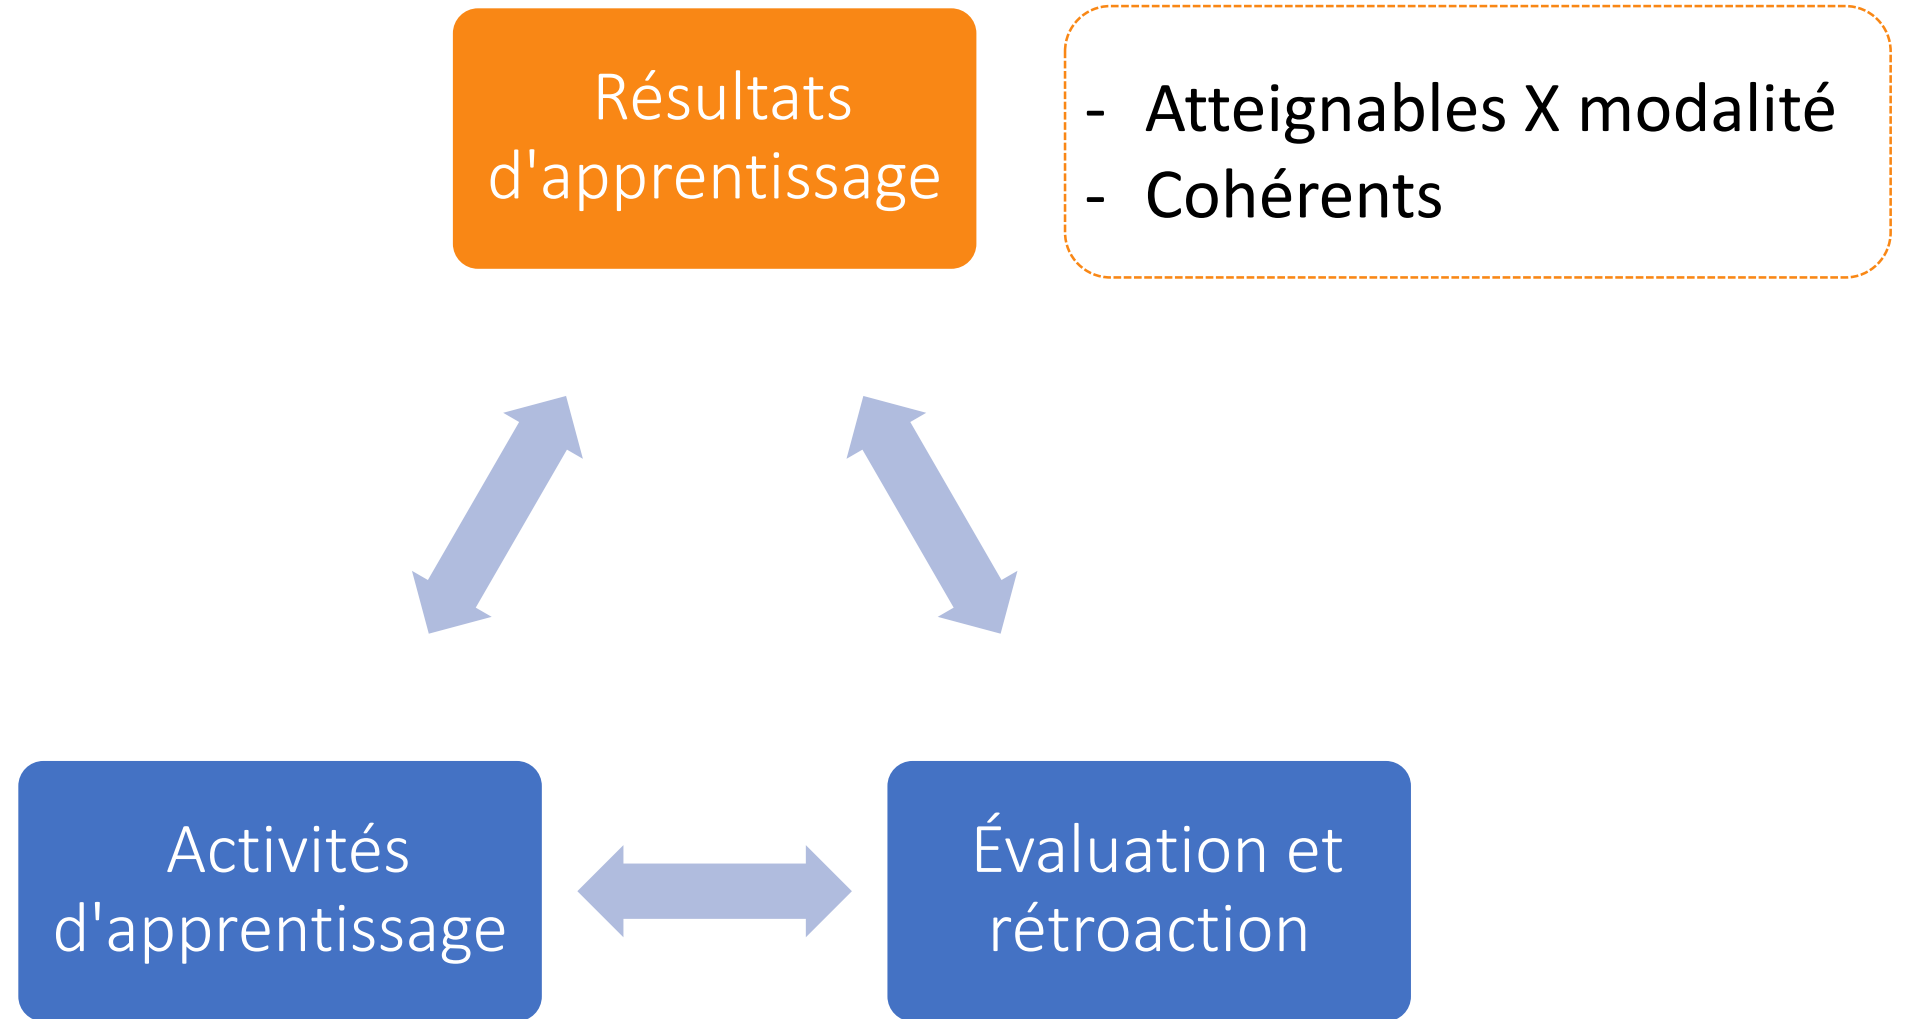 Résultats
d'apprentissage
- Atteignables X modalité
- Cohérents
Activités
d'apprentissage
Évaluation et
rétroaction